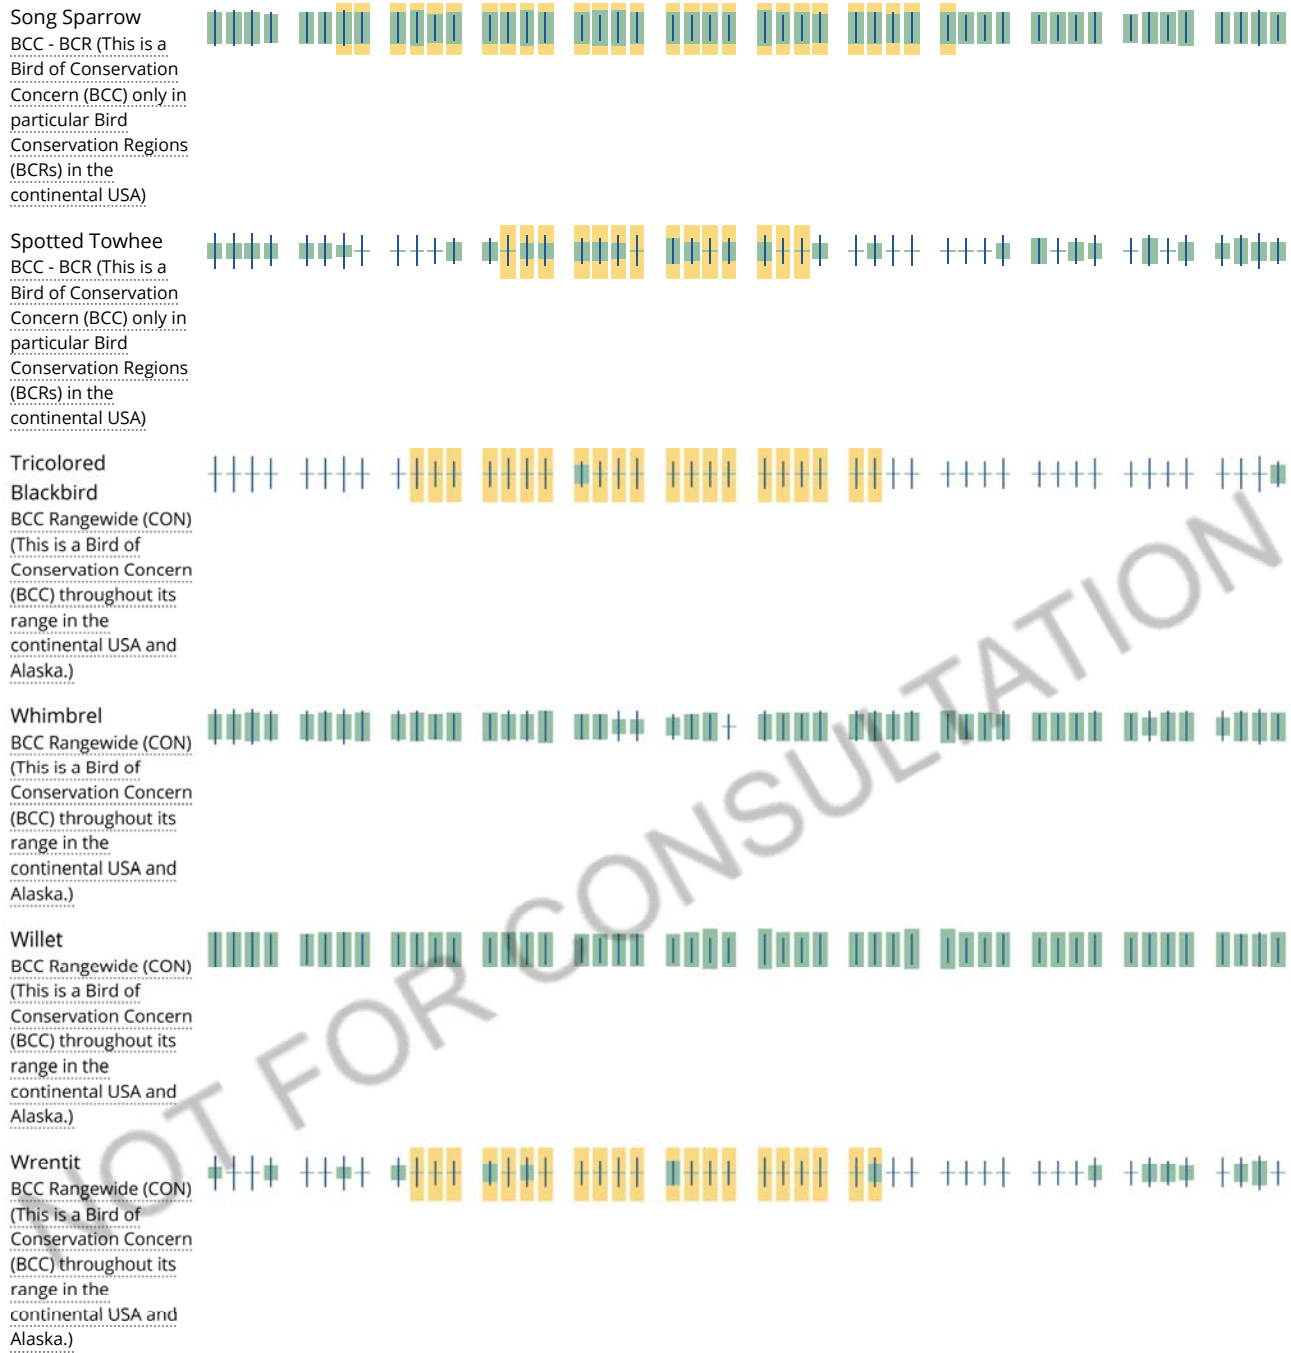 Song Sparrow
BCC - BCR (This is a
Bird of Conservation
Concern (BCC) only in
particular Bird
Conservation Regions
(BCRs) in the
continental USA)
Spotted Towhee
BCC - BCR (This is a
Bird of Conservation
Concern (BCC) only in
particular Bird
Conservation Regions
(BCRs) in the
continental USA)
Tricolored
Blackbird
BCC Rangewide (CON)
(This is a Bird of
Conservation Concern
(BCC) throughout its
range in the
continental USA and
Alaska.)
Whimbrel
BCC Rangewide (CON)
(This is a Bird of
Conservation Concern
(BCC) throughout its
range in the
continental USA and
Alaska.)
Willet
BCC Rangewide (CON)
(This is a Bird of
Conservation Concern
(BCC) throughout its
range in the
continental USA and
Alaska.)
Wrentit
BCC Rangewide (CON)
(This is a Bird of
Conservation Concern
(BCC) throughout its
range in the
continental USA and
Alaska.)
NOT FOR CONSULTATION